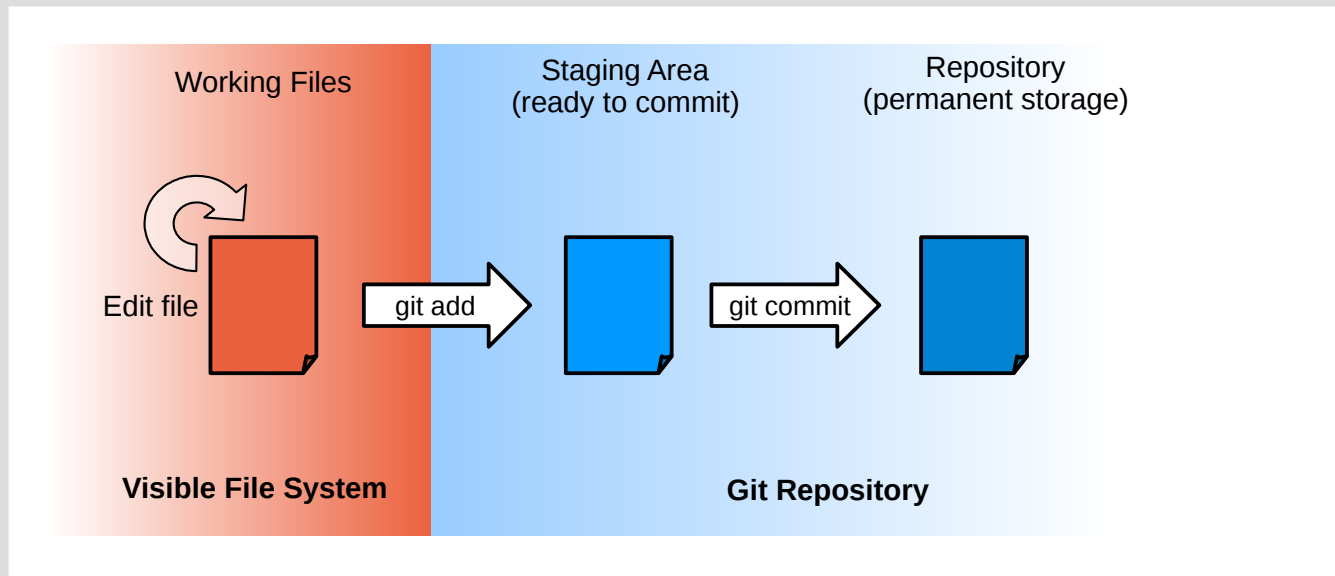 Working Files
Staging Area
(ready to commit)
Repository
(permanent storage)
Edit file
git add
git commit
Visible File System
Git Repository